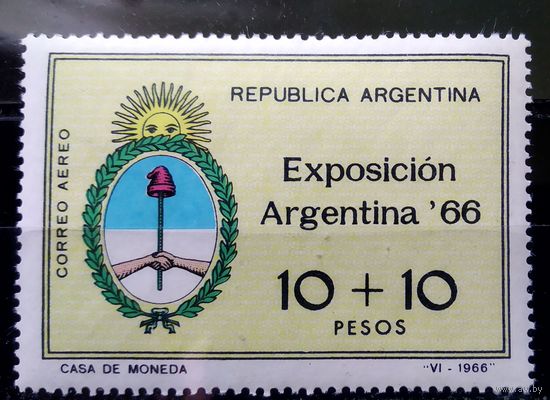 REPUBLICA ARGENTINA
CORREO AEREO
Exposición
Argentina '66
10 + 10
PESOS
CASA DE MONEDA
"VI - 1966"